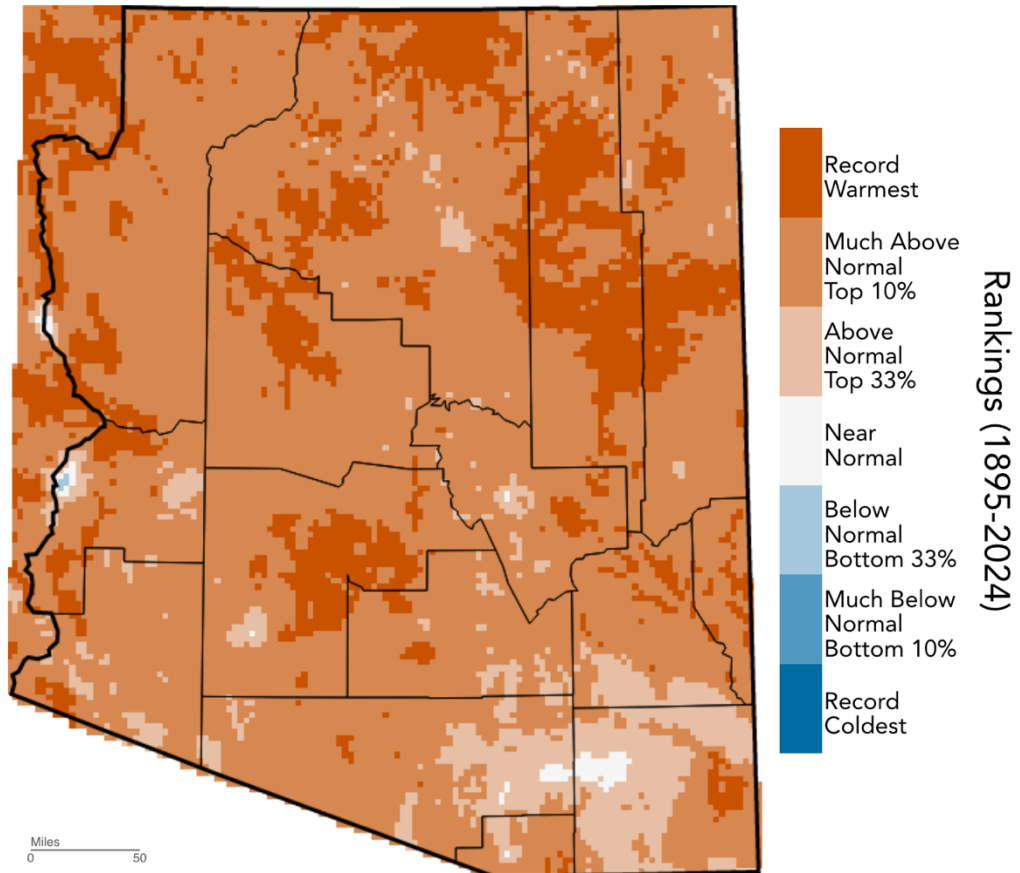 Record
Warmest
Much Above
Normal
Top 10%
Above
Normal
Top 33%
Near
Normal
Below
Normal
Bottom 33%
Much Below
Normal
Bottom 10%
Record
Coldest
Rankings (1895-2024)
Miles
0 50